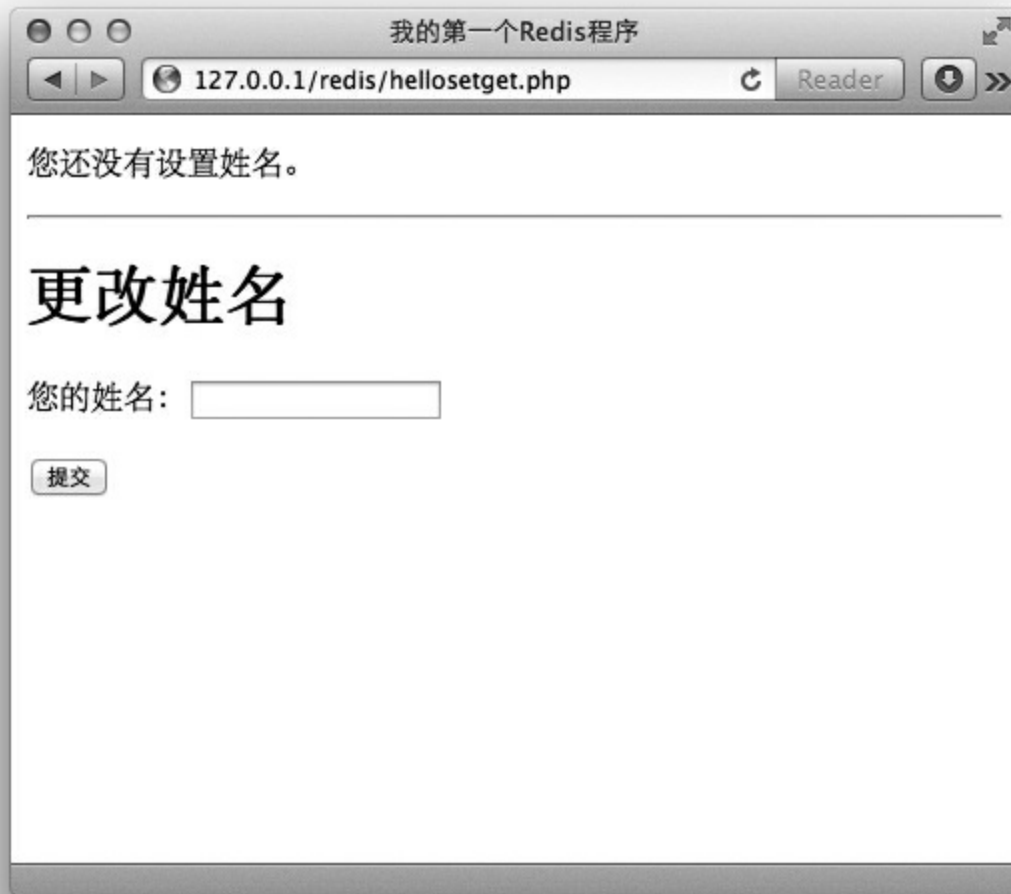 我的第一个Redis程序
127.0.0.1/redis/hellosetget.php
Reader
您还没有设置姓名。
更改姓名
您的姓名：
提交